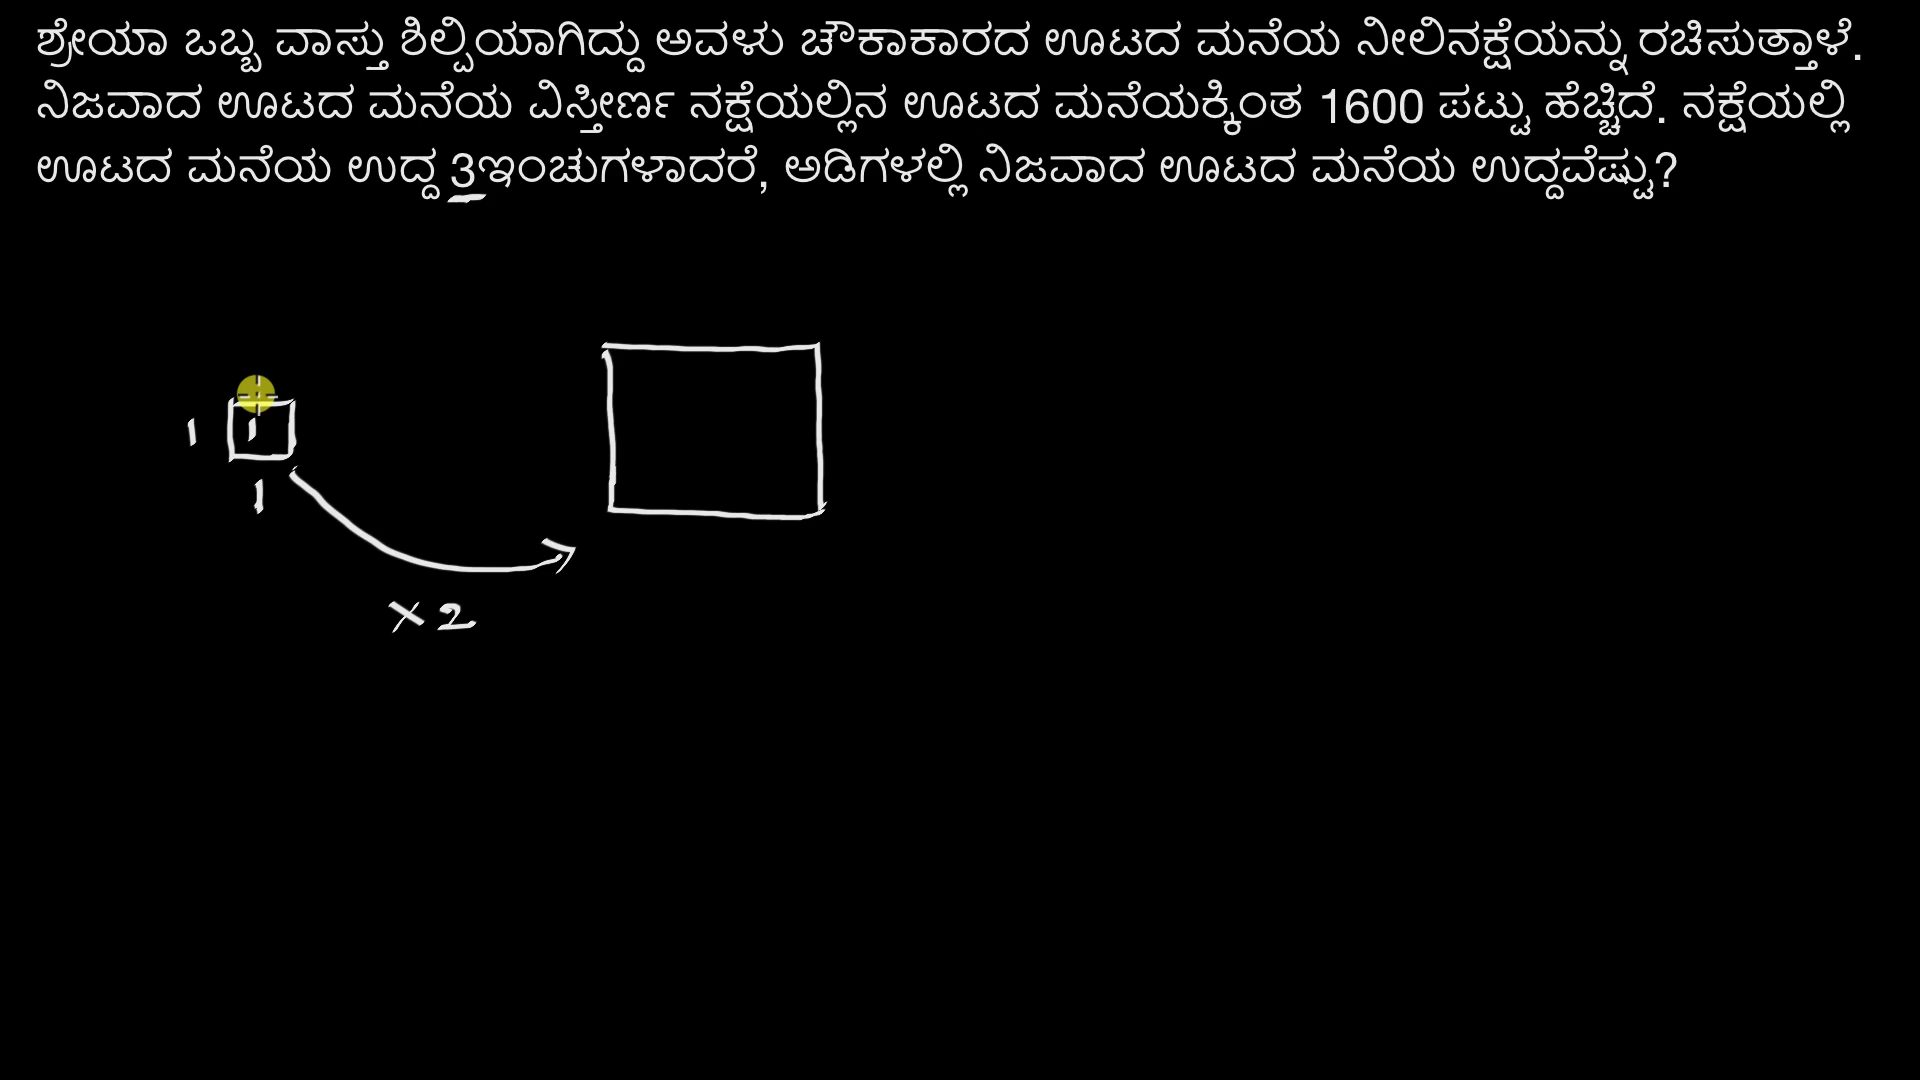 ಶ್ರೇಯಾ ಒಬ್ಬ ವಾಸ್ತು ಶಿಲ್ಪಿಯಾಗಿದ್ದು ಅವಳು ಚೌಕಾಕಾರದ ಊಟದ ಮನೆಯ ನೀಲಿನಕ್ಷೆಯನ್ನು ರಚಿಸುತ್ತಾಳೆ.
ನಿಜವಾದ ಊಟದ ಮನೆಯ ವಿಸ್ತೀರ್ಣ ನಕ್ಷೆಯಲ್ಲಿನ ಊಟದ ಮನೆಯಕ್ಕಿಂತ 1600 ಪಟ್ಟು ಹೆಚ್ಚಿದೆ. ನಕ್ಷೆಯಲ್ಲಿ
ಊಟದ ಮನೆಯ ಉದ್ದ 3ಇಂಚುಗಳಾದರೆ, ಅಡಿಗಳಲ್ಲಿ ನಿಜವಾದ ಊಟದ ಮನೆಯ ಉದ್ದವೆಷ್ಟು?
1 1
1
×2